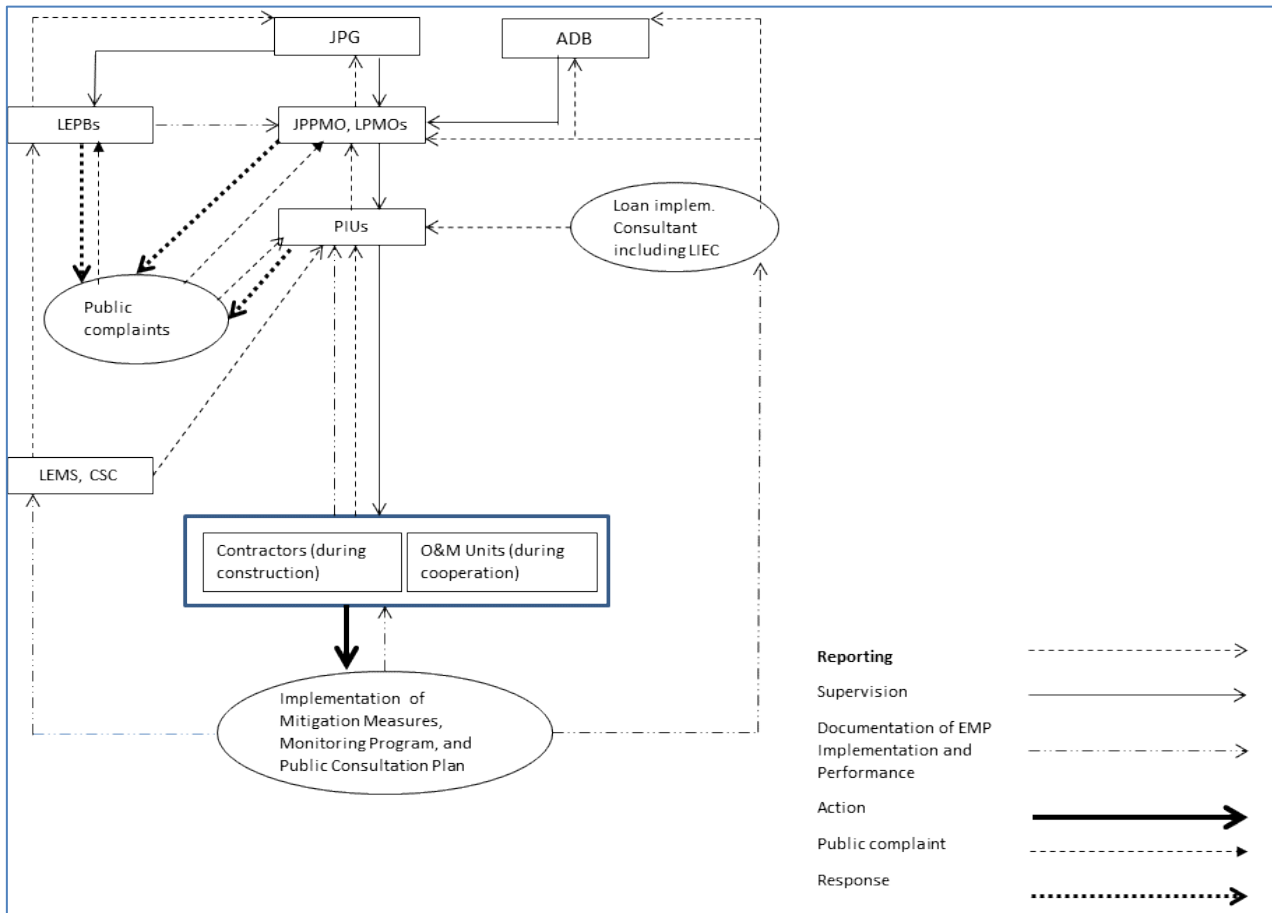 JPG
ADB
LEPBs
JPPMO, LPMOs
PIUs
Loan implem.
Consultant
including LIEC
Public
complaints
LEMS, CSC
Contractors (during
construction)
O&M Units (during
cooperation)
Implementation of
Mitigation Measures,
Monitoring Program, and
Public Consultation Plan
Reporting
Supervision
Documentation of EMP
Implementation and
Performance
Action
Public complaint
Response